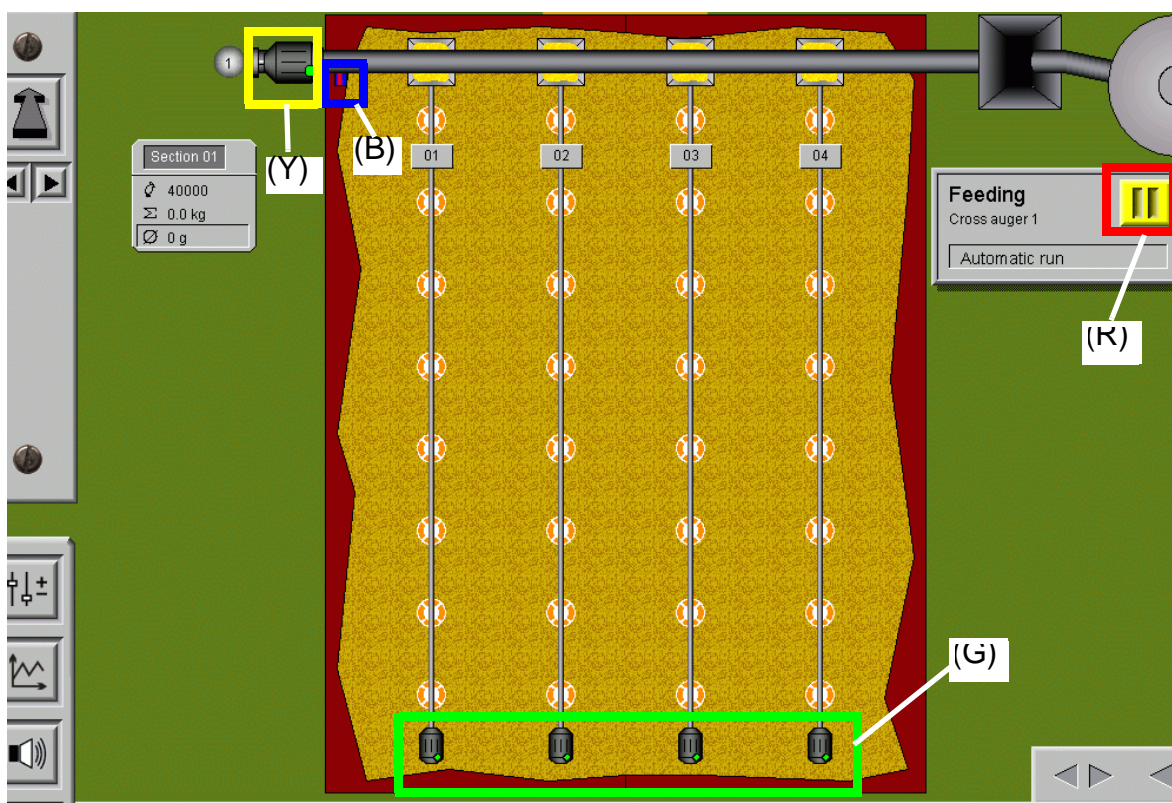 1
(Y)
(B)
Section 01
40000
Σ 0.0 kg
Ø 0 g
01
02
03
04
Feeding
Cross auger 1
Automatic run
(R)
(G)